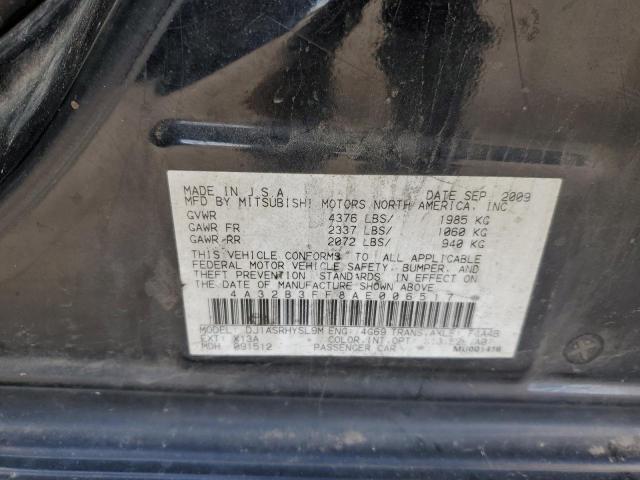 MADE IN J.S.A DATE SEP. 2009
MFD BY MITSUBISHI MOTORS NORTH AMERICA, INC
GVWR 4376 LBS/ 1985 KG
GAWR FR 2337 LBS/ 1060 KG
GAWR-RR 2072 LBS/ 940 KG
THIS VEHICLE CONFORMS TO ALL APPLICABLE
FEDERAL MOTOR VEHICLE SAFETY, BUMPER, AND
THEFT PREVENTION STANDARDS IN EFFECT ON
THE DATE OF MANUFACTURE SHOWN ABOVE.
4A32B3FF8AE006517
DJ1ASRHYSL9M ENG: 4G69 TRANS.AXLE: F4A4B
EXT: X13A COLOR.INT.OPT
MDH: 091512 PASSENGER CAR